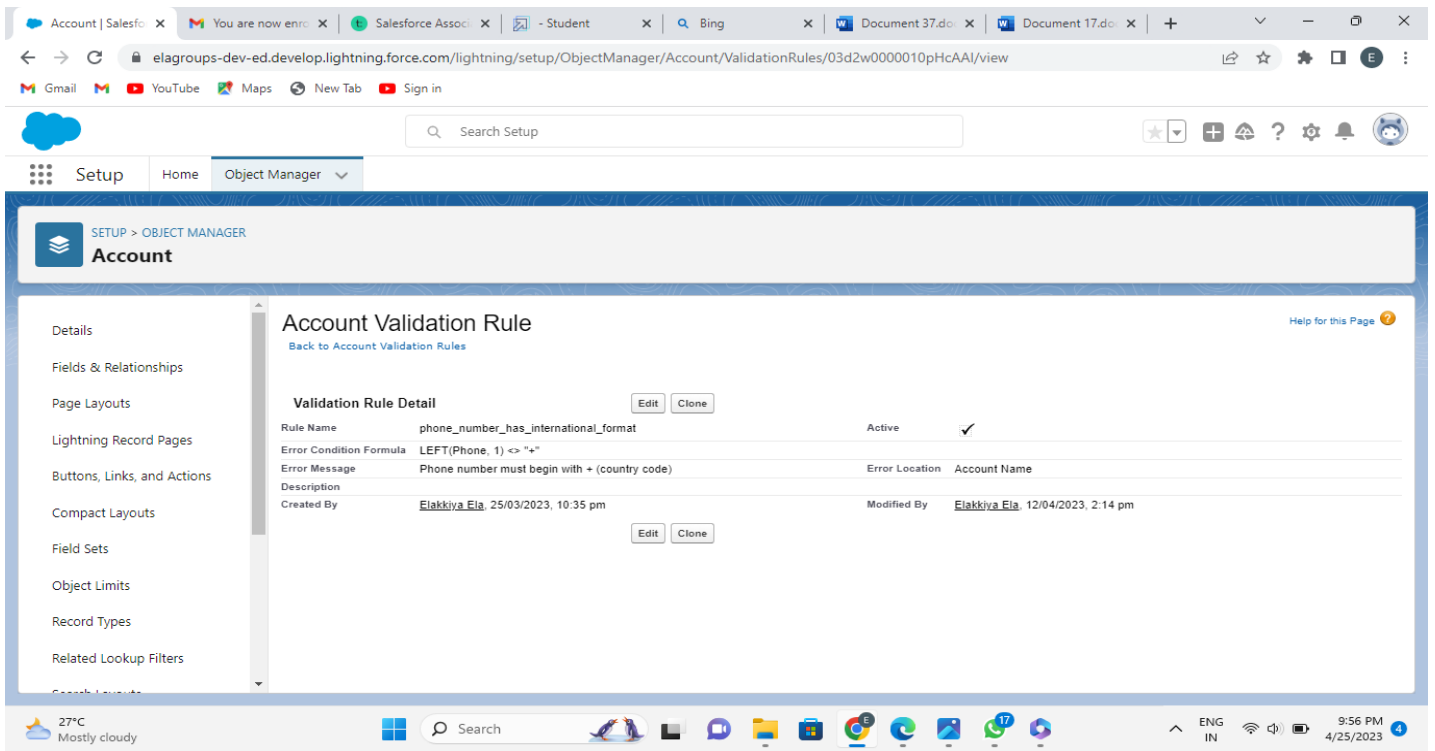 Account | Salesfo
You are now enro
Salesforce Associ
- Student
Bing
Document 37.do
Document 17.do
elagroups-dev-ed.develop.lightning.force.com/lightning/setup/ObjectManager/Account/ValidationRules/03d2w0000010pHcAAI/view
E
Gmail
YouTube
Maps
New Tab
Sign in
Search Setup
Setup
Home
Object Manager
SETUP > OBJECT MANAGER
Account
Details
Fields & Relationships
Page Layouts
Lightning Record Pages
Buttons, Links, and Actions
Compact Layouts
Field Sets
Object Limits
Record Types
Related Lookup Filters
Search Layouts
Account Validation Rule
Help for this Page
Back to Account Validation Rules
Validation Rule Detail
Edit Clone
Rule Name phone_number_has_international_format Active ✓
Error Condition Formula LEFT(Phone, 1) <> "+"
Error Message Phone number must begin with + (country code) Error Location Account Name
Description
Created By Elakkiya Ela, 25/03/2023, 10:35 pm Modified By Elakkiya Ela, 12/04/2023, 2:14 pm
Edit Clone
27°C
Mostly cloudy
Search
E
17
ENG
IN
9:56 PM
4/25/2023
4